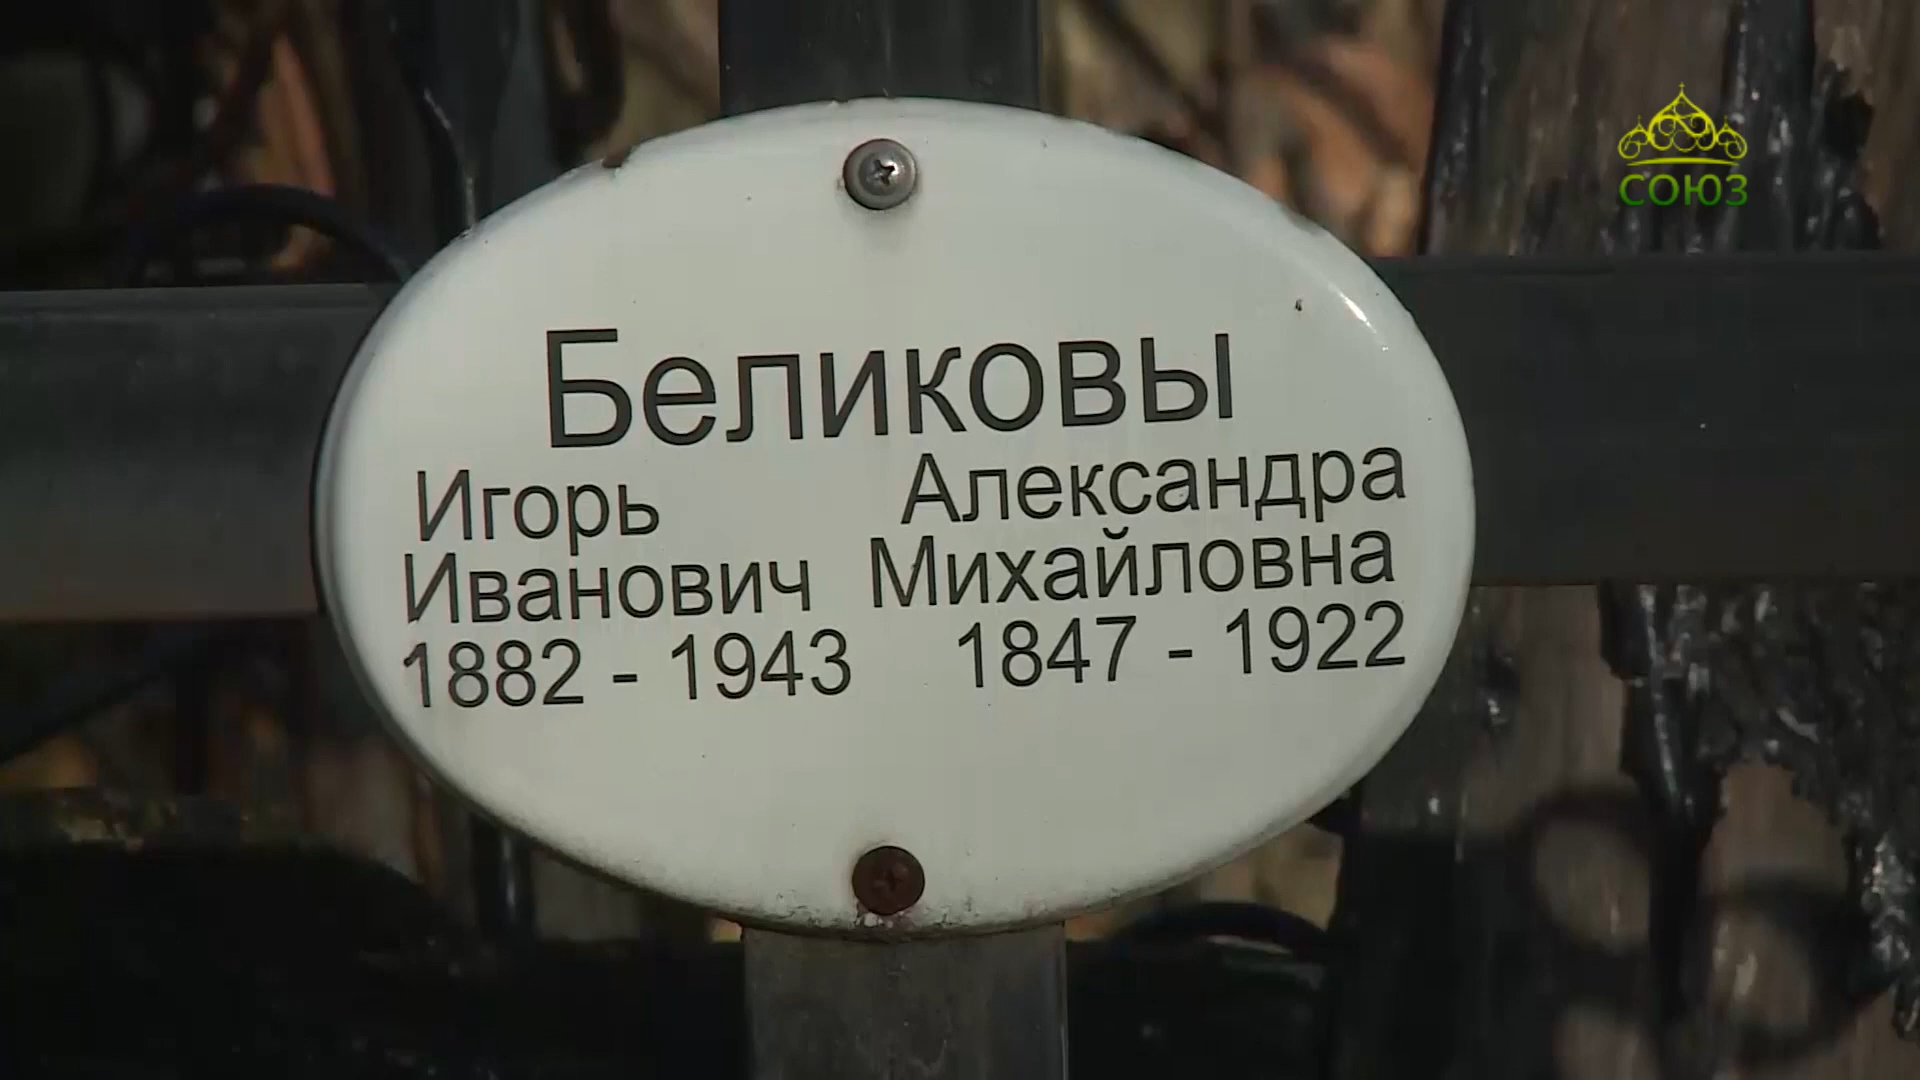 СОЮЗ
Беликовы
Игорь Александра
Иванович Михайловна
1882 - 1943 1847 - 1922